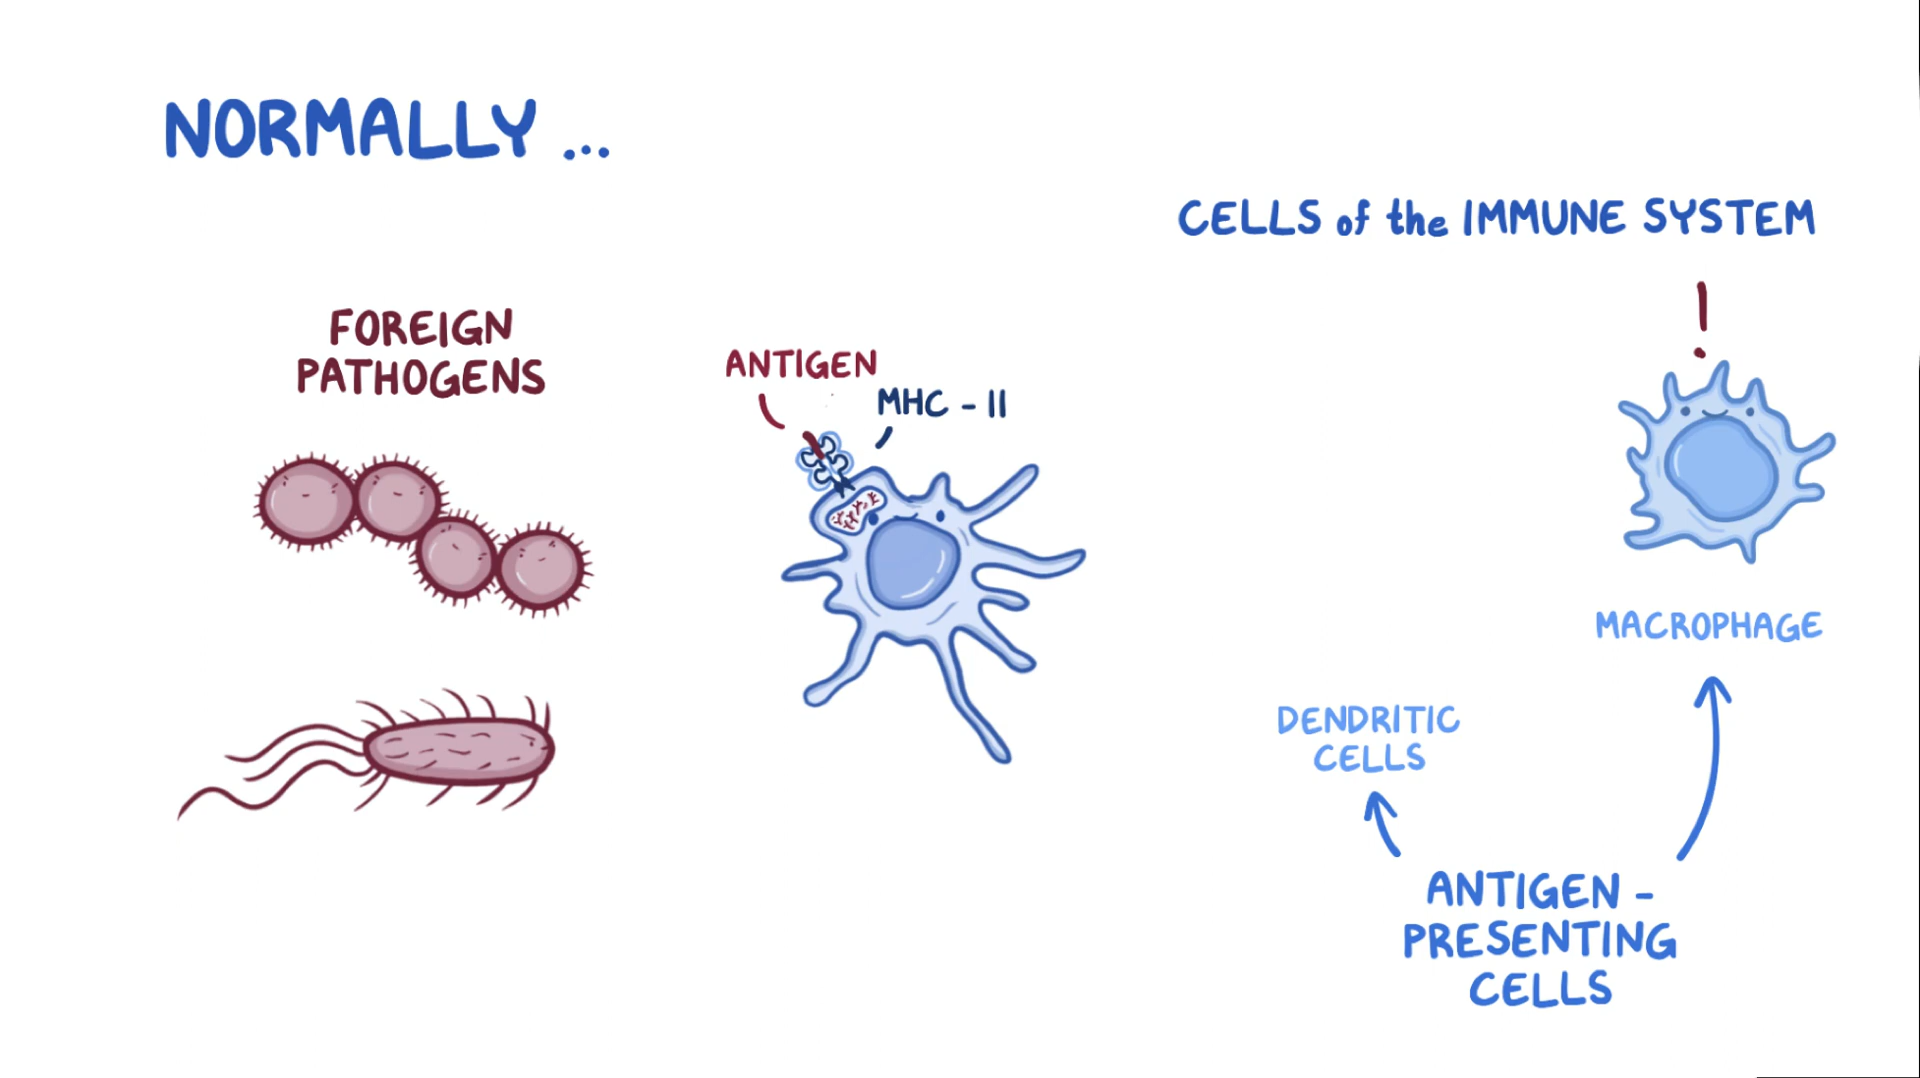 NORMALLY ...
CELLS of the IMMUNE SYSTEM
FOREIGN
PATHOGENS
ANTIGEN
MHC - II
!
MACROPHAGE
DENDRITIC
CELLS
ANTIGEN -
PRESENTING
CELLS